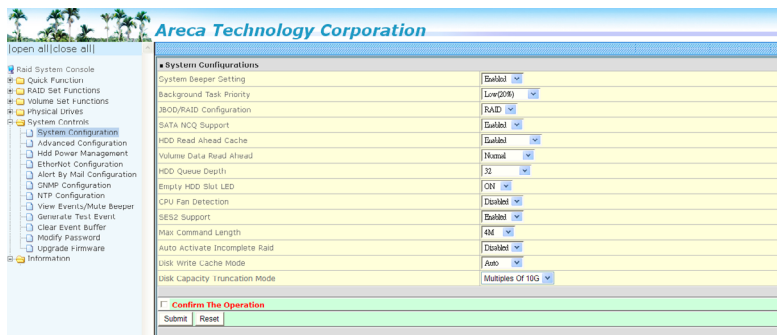 Areca Technology Corporation
|open all|close all|
Raid System Console
Quick Function
RAID Set Functions
Volume Set Functions
Physical Drives
System Controls
System Configuration
Advanced Configuration
Hdd Power Management
EtherNet Configuration
Alert By Mail Configuration
SNMP Configuration
NTP Configuration
View Events/Mute Beeper
Generate Test Event
Clear Event Buffer
Modify Password
Upgrade Firmware
Information
System Configurations
System Beeper Setting Enabled
Background Task Priority Low(20%)
JBOD/RAID Configuration RAID
SATA NCQ Support Enabled
HDD Read Ahead Cache Enabled
Volume Data Read Ahead Normal
HDD Queue Depth 32
Empty HDD Slot LED ON
CPU Fan Detection Disabled
SES2 Support Enabled
Max Command Length 4M
Auto Activate Incomplete Raid Disabled
Disk Write Cache Mode Auto
Disk Capacity Truncation Mode Multiples Of 10G
Confirm The Operation
Submit Reset